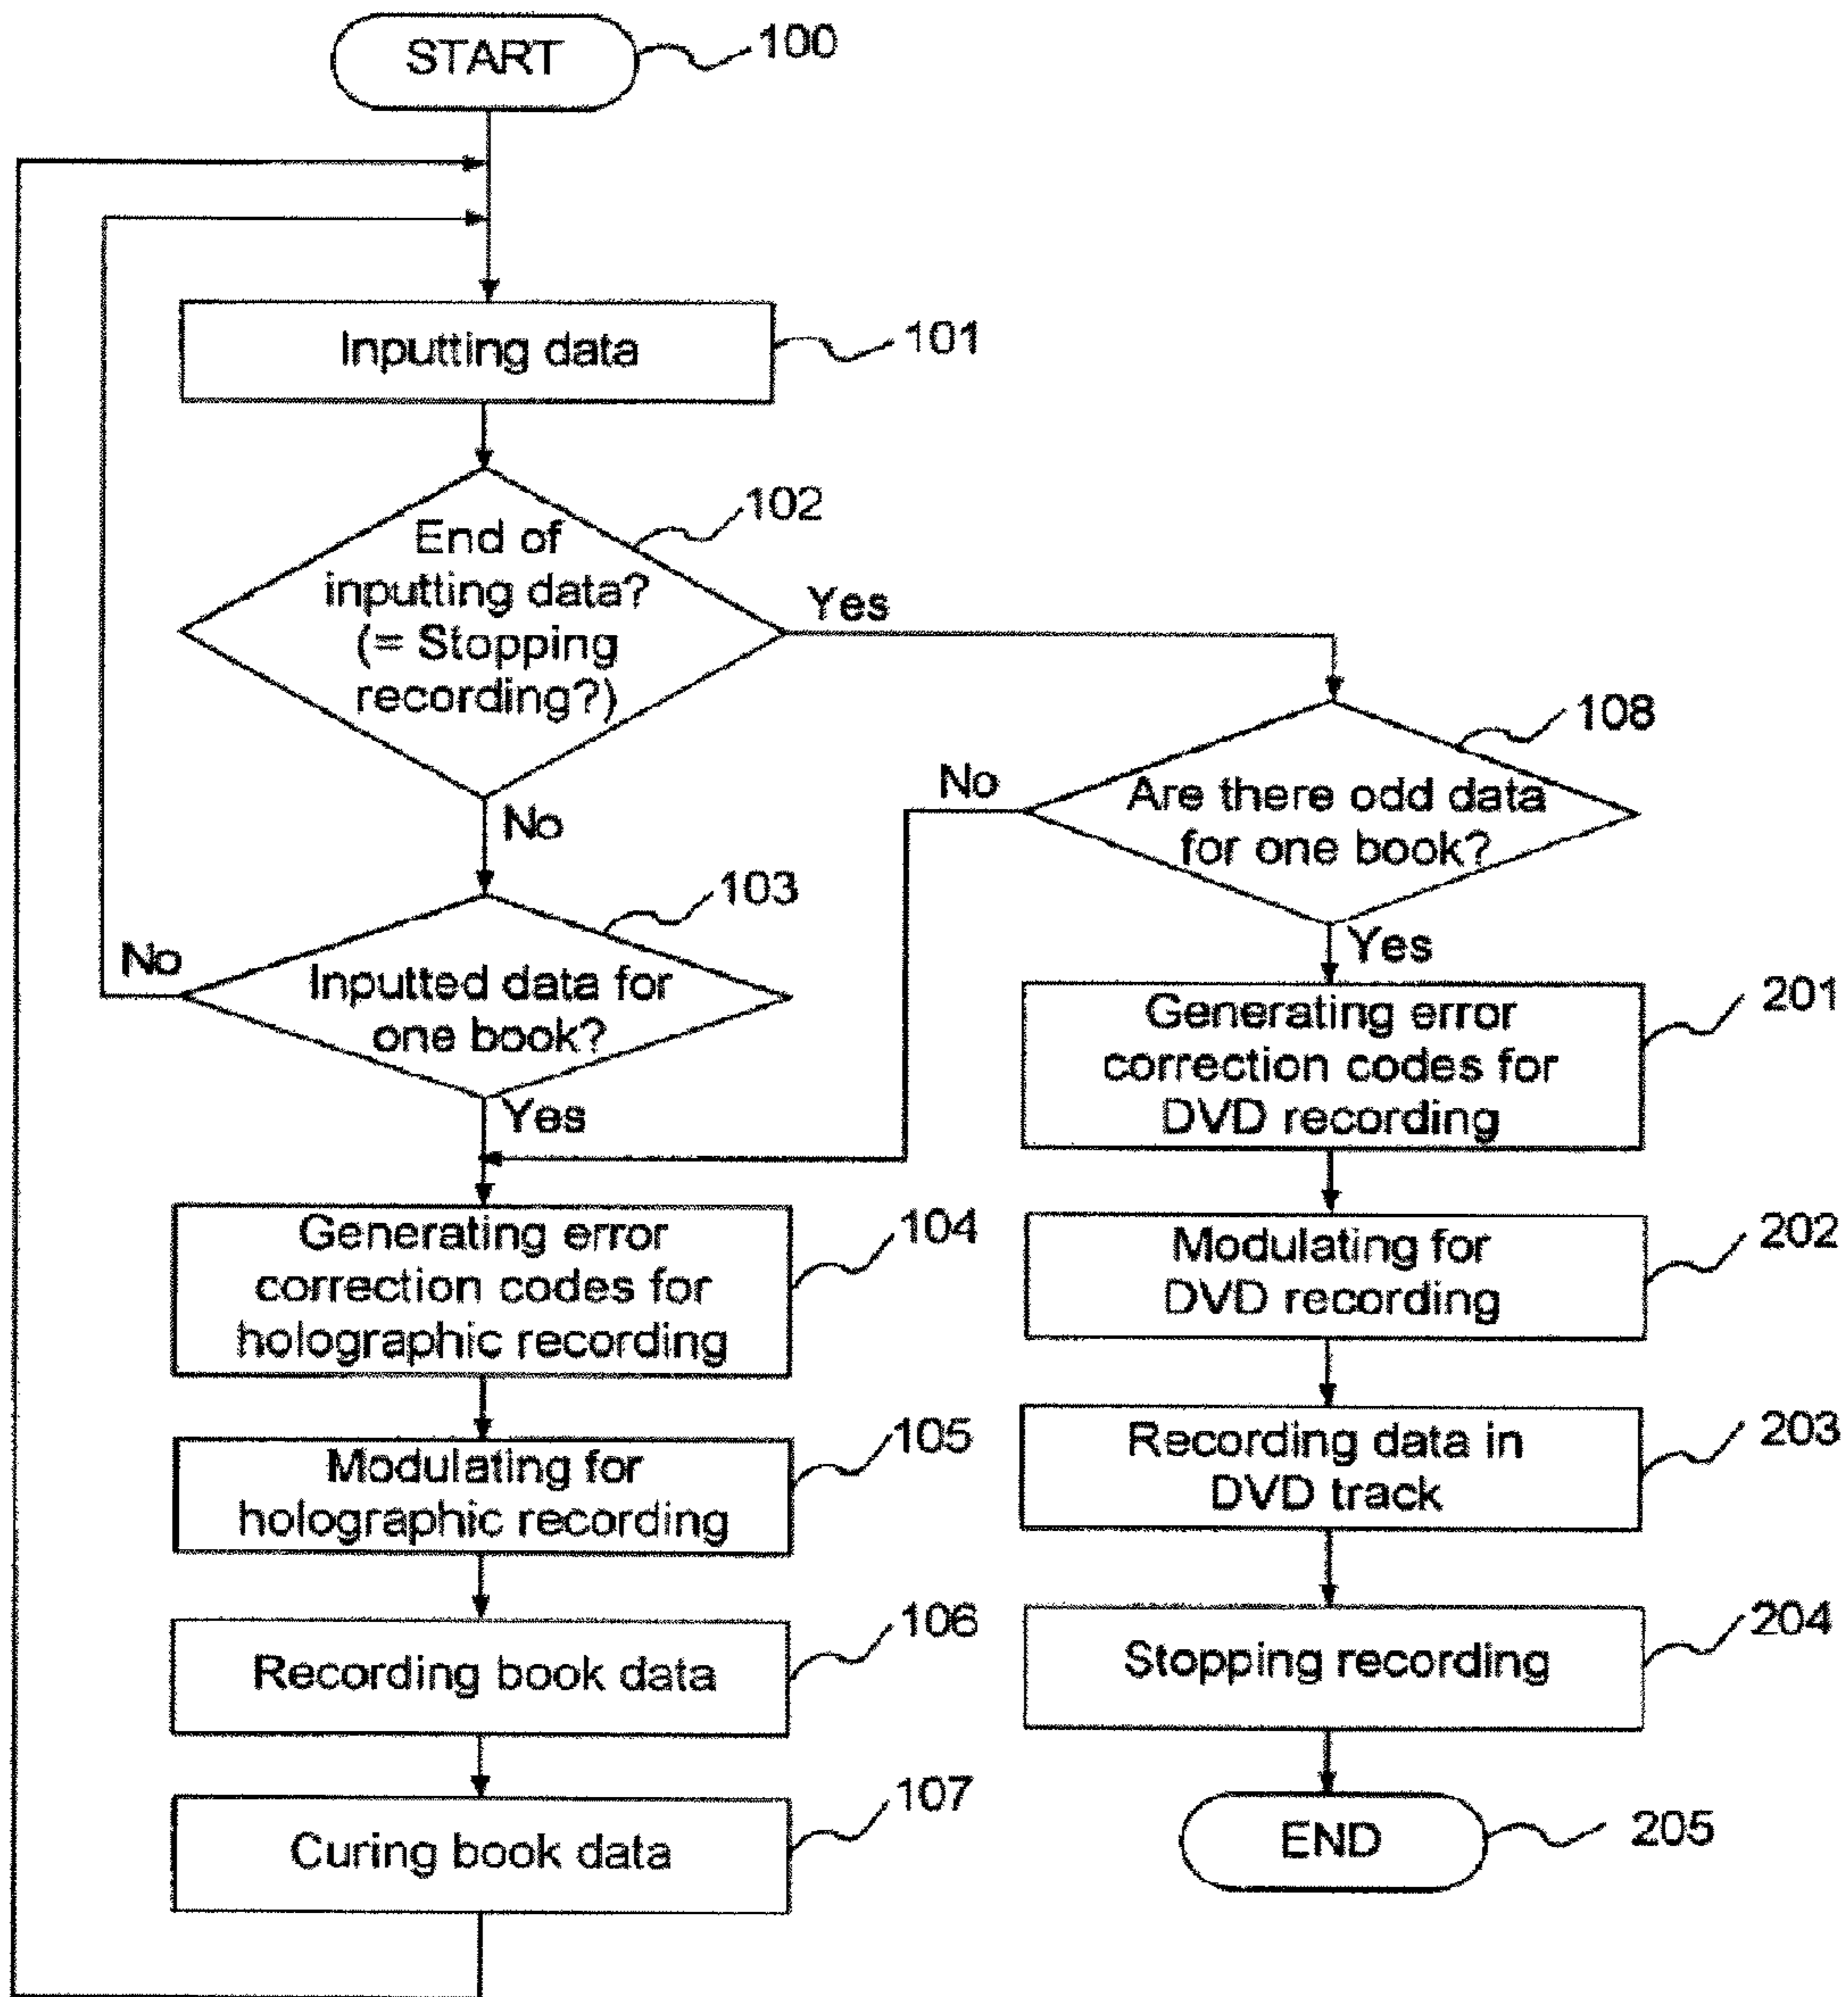 START
100
Inputting data
101
End of
inputting data?
(= Stopping
recording?)
102
Yes
No
Inputted data for
one book?
103
No
Yes
Generating error
correction codes for
holographic recording
104
Modulating for
holographic recording
105
Recording book data
106
Curing book data
107
Are there odd data
for one book?
108
No
Yes
Generating error
correction codes for
DVD recording
201
Modulating for
DVD recording
202
Recording data in
DVD track
203
Stopping recording
204
END
205